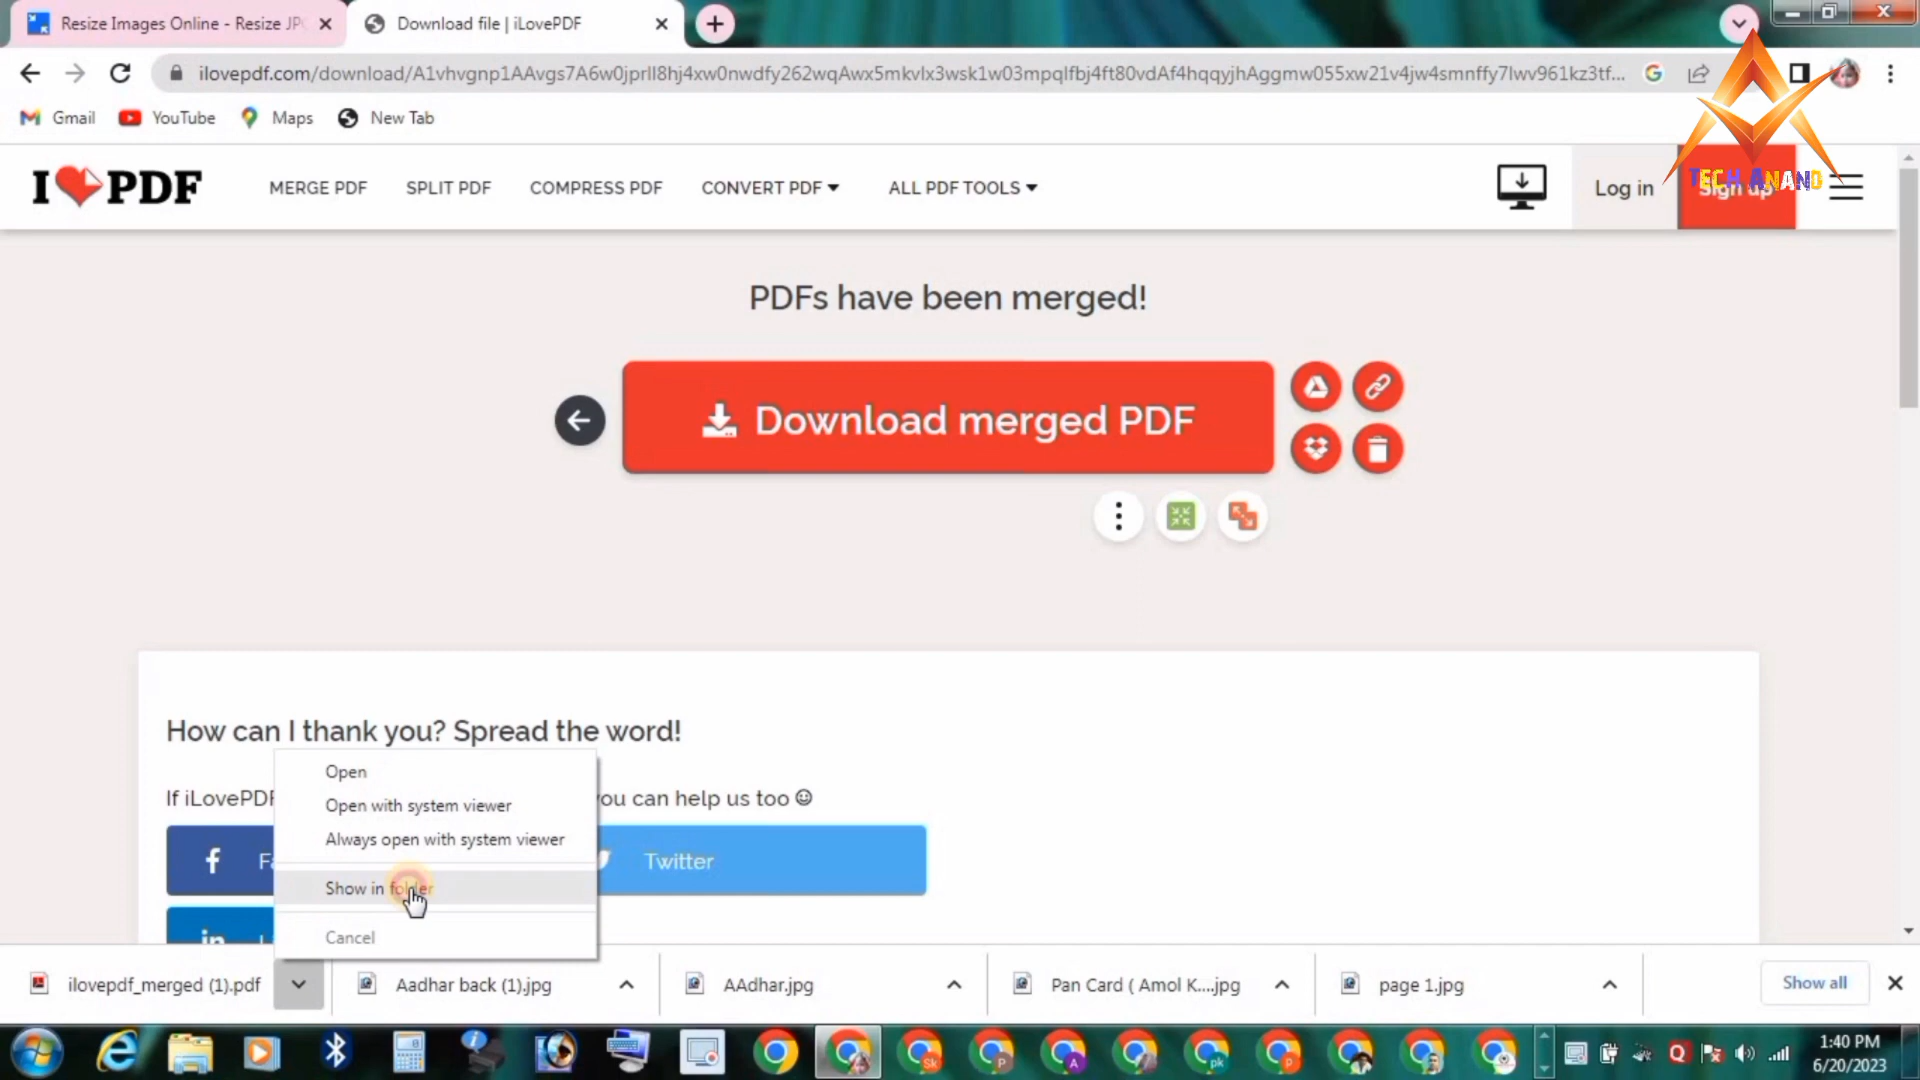 Resize Images Online - Resize JP
Download file | iLovePDF
ilovepdf.com/download/A1vhvgnp1AAvgs7A6w0jprll8hj4xw0nwdfy262wqAwx5mkvlx3wsk1w03mpqlfbj4ft80vdAf4hqqyjhAggmw055xw21v4jw4smnffy7lwv961kz3tf...
Gmail YouTube Maps New Tab
I PDF MERGE PDF SPLIT PDF COMPRESS PDF CONVERT PDF ALL PDF TOOLS Log in Sign up
TECH ANAND
PDFs have been merged!
Download merged PDF
How can I thank you? Spread the word!
Open
If iLovePDF you can help us too
Open with system viewer
Always open with system viewer
Twitter
Show in folder
Cancel
ilovepdf_merged (1).pdf Aadhar back (1).jpg AAdhar.jpg Pan Card ( Amol K....jpg page 1.jpg Show all
1:40 PM
6/20/2023